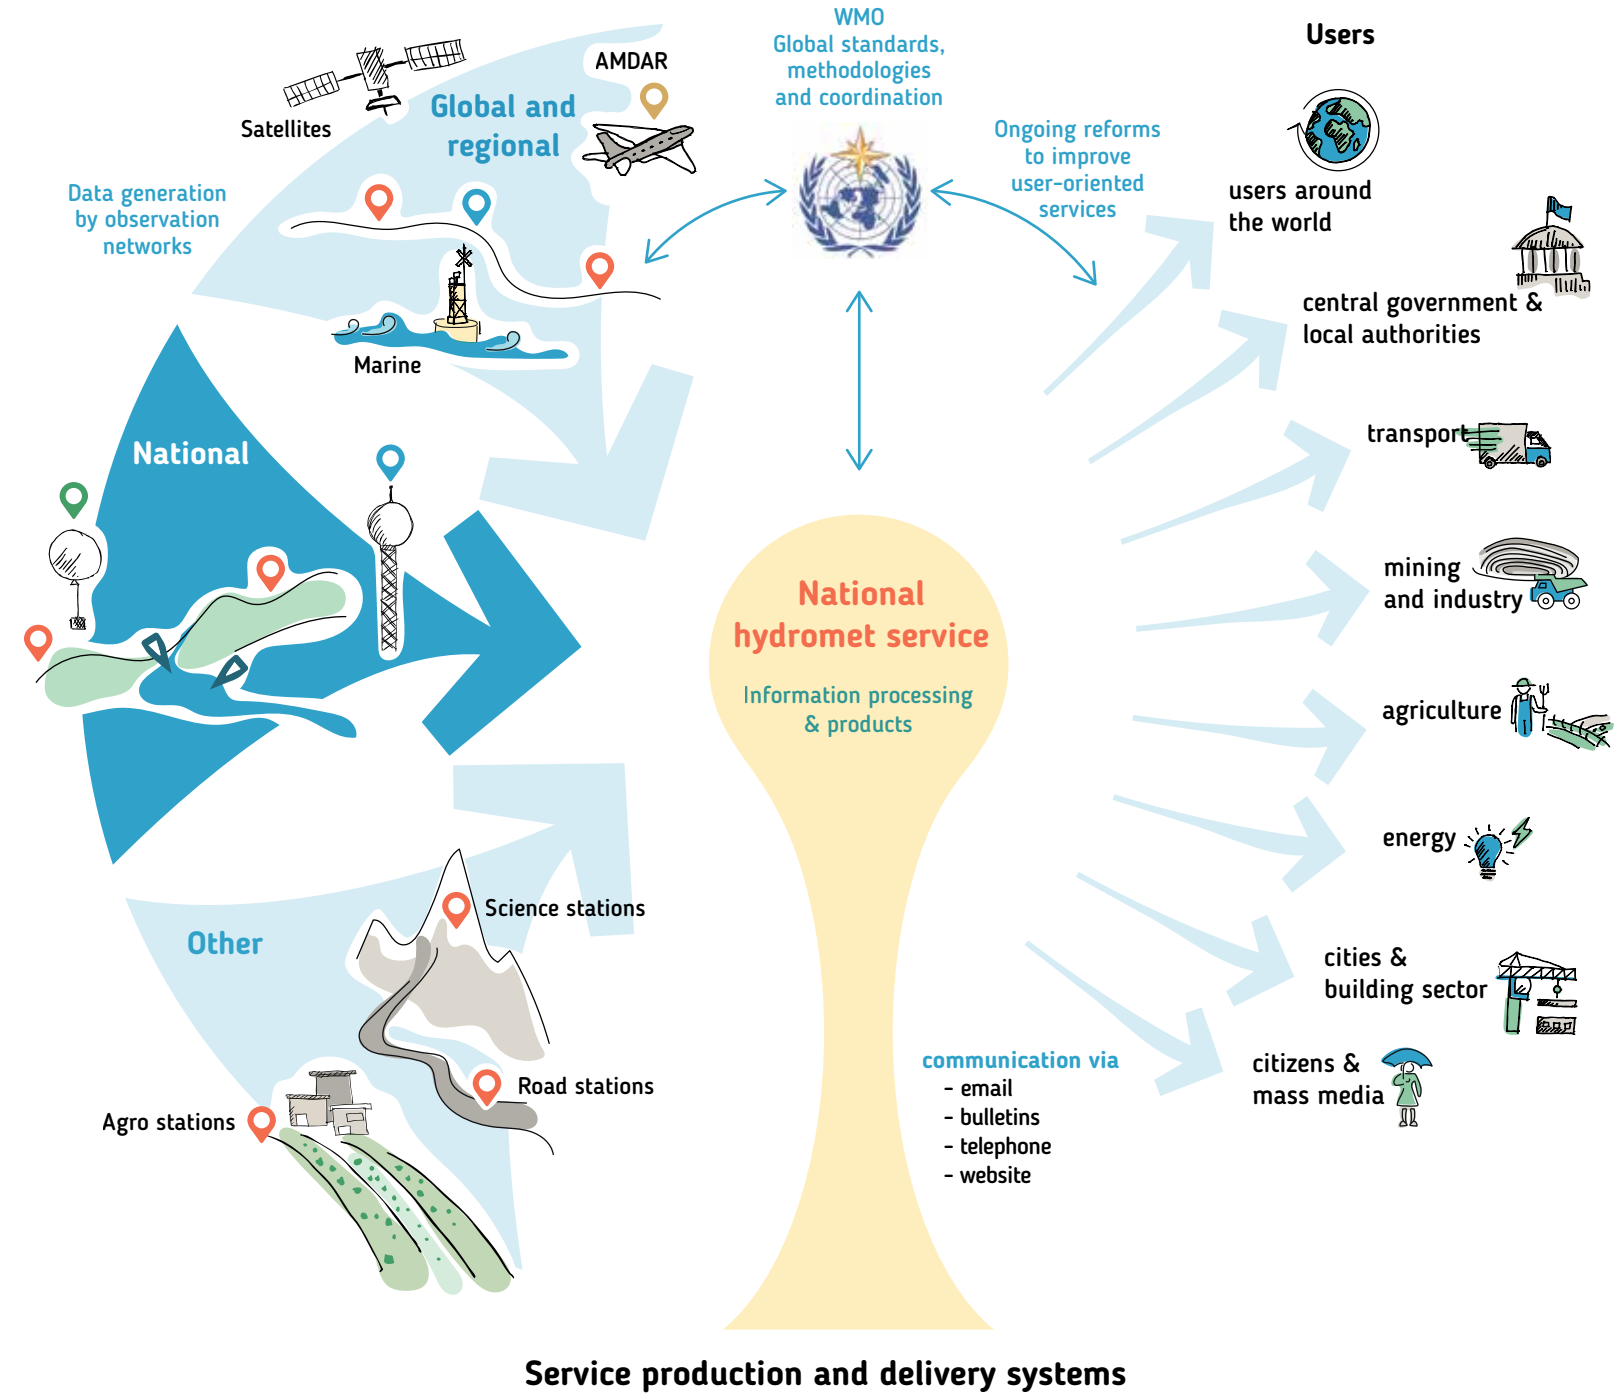 WMO
Global standards,
methodologies
and coordination
Users
AMDAR
Satellites
Global and
regional
Data generation
by observation
networks
Marine
Ongoing reforms
to improve
user-oriented
services
users around
the world
central government &
local authorities
transport
mining
and industry
agriculture
energy
cities &
building sector
citizens &
mass media
National
National
hydromet service
Information processing
& products
Other
Science stations
Road stations
Agro stations
communication via
- email
- bulletins
- telephone
- website
Service production and delivery systems